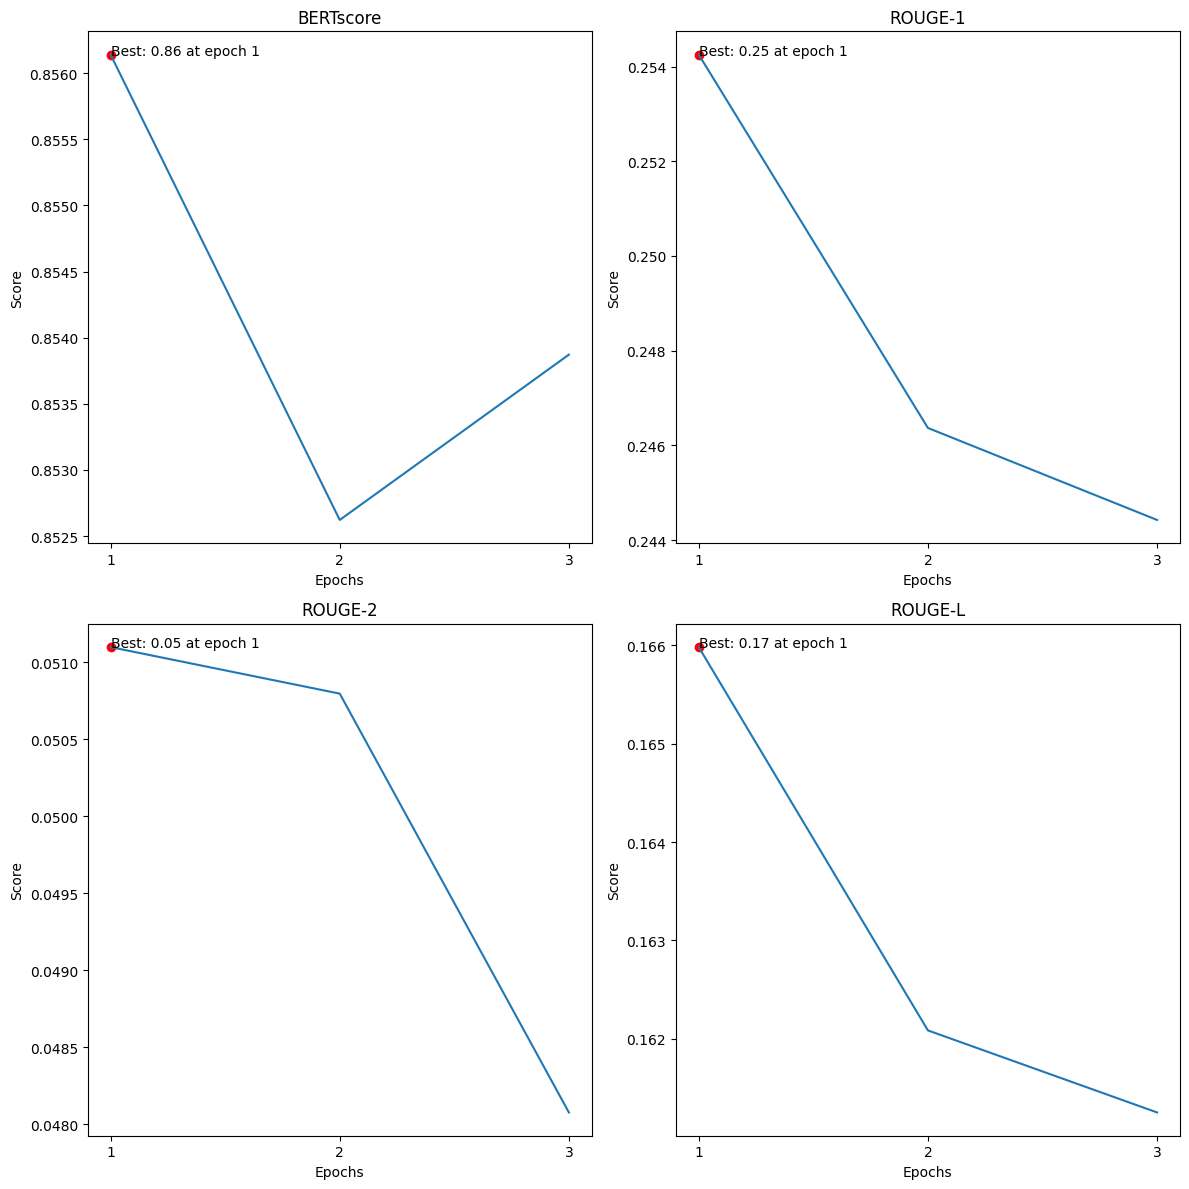 BERTscore
Best: 0.86 at epoch 1
0.8560
0.8555
0.8550
0.8545
0.8540
0.8535
0.8530
0.8525
Score
1 2 3
Epochs
ROUGE-1
Best: 0.25 at epoch 1
0.254
0.252
0.250
0.248
0.246
0.244
Score
1 2 3
Epochs
ROUGE-2
Best: 0.05 at epoch 1
0.0510
0.0505
0.0500
0.0495
0.0490
0.0485
0.0480
Score
1 2 3
Epochs
ROUGE-L
Best: 0.17 at epoch 1
0.166
0.165
0.164
0.163
0.162
Score
1 2 3
Epochs